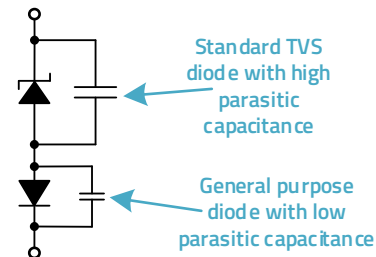 Standard TVS
diode with high
parasitic
capacitance
General purpose
diode with low
parasitic capacitance